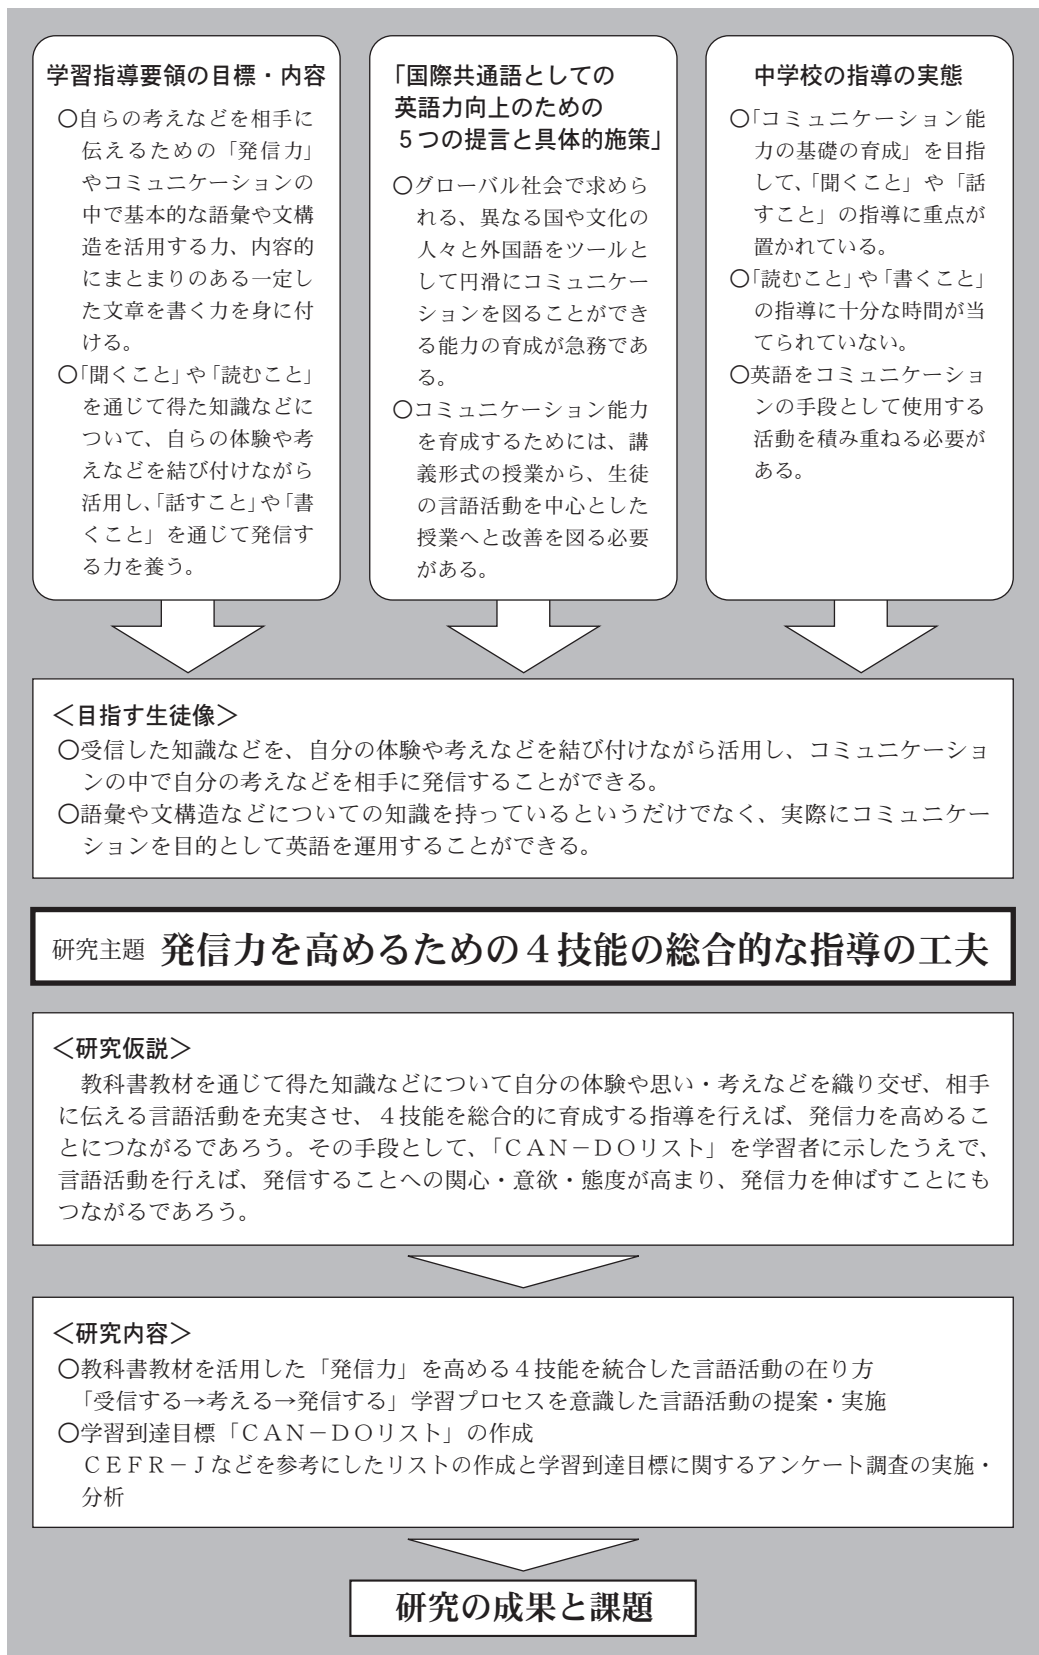 学習指導要領の目標・内容
○自らの考えなどを相手に
伝えるための「発信力」
やコミュニケーションの
中で基本的な語彙や文構
造を活用する力、内容的
にまとまりのある一定し
た文章を書く力を身に付
ける。
○「聞くこと」や「読むこと」
を通じて得た知識などに
ついて、自らの体験や考
えなどを結び付けながら
活用し、「話すこと」や「書
くこと」を通じて発信す
る力を養う。
「国際共通語としての
英語力向上のための
5つの提言と具体的施策」
○グローバル社会で求めら
れる、異なる国や文化の
人々と外国語をツールと
して円滑にコミュニケー
ションを図ることができ
る能力の育成が急務であ
る。
○コミュニケーション能力
を育成するためには、講
義形式の授業から、生徒
の言語活動を中心とした
授業へと改善を図る必要
がある。
中学校の指導の実態
○「コミュニケーション能
力の基礎の育成」を目指
して、「聞くこと」や「話
すこと」の指導に重点が
置かれている。
○「読むこと」や「書くこと」
の指導に十分な時間が当
てられていない。
○英語をコミュニケーショ
ンの手段として使用する
活動を積み重ねる必要が
ある。
＜目指す生徒像＞
○受信した知識などを、自分の体験や考えなどを結び付けながら活用し、コミュニケーショ
ンの中で自分の考えなどを相手に発信することができる。
○語彙や文構造などについての知識を持っているというだけでなく、実際にコミュニケー
ションを目的として英語を運用することができる。
研究主題 発信力を高めるための４技能の総合的な指導の工夫
＜研究仮説＞
教科書教材を通じて得た知識などについて自分の体験や思い・考えなどを織り交ぜ、相手
に伝える言語活動を充実させ、４技能を総合的に育成する指導を行えば、発信力を高めるこ
とにつながるであろう。その手段として、「ＣＡＮ－ＤＯリスト」を学習者に示したうえで、
言語活動を行えば、発信することへの関心・意欲・態度が高まり、発信力を伸ばすことにも
つながるであろう。
＜研究内容＞
○教科書教材を活用した「発信力」を高める４技能を統合した言語活動の在り方
「受信する→考える→発信する」学習プロセスを意識した言語活動の提案・実施
○学習到達目標「ＣＡＮ－ＤＯリスト」の作成
ＣＥＦＲ－Ｊなどを参考にしたリストの作成と学習到達目標に関するアンケート調査の実施・
分析
研究の成果と課題